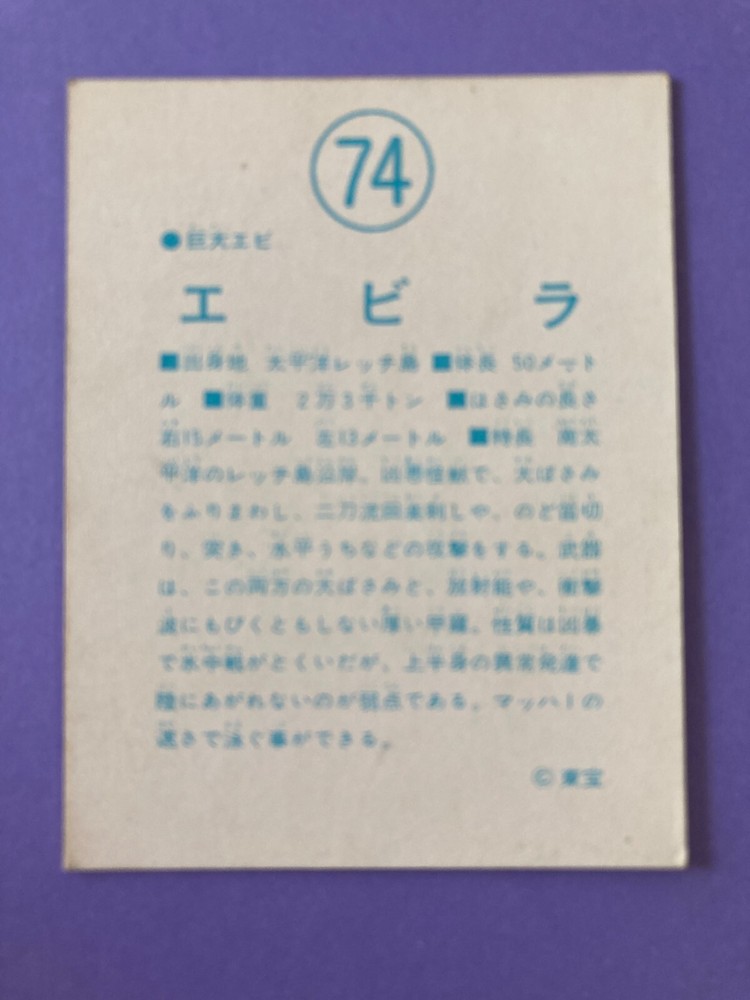 74
●巨大エビ
エビラ
■出身地 太平洋レッチ島 ■体長 50メート
ル ■体重 2万3千トン ■はさみの長さ
右15メートル 左13メートル ■特長 南太
平洋のレッチ島沿岸。で、大ばさみ
をふりまわし、二刀流目玉刺しや、のど笛切
り、突き、水平うちなどの攻撃をする。武器
は、この両方の大ばさみと、放射能や、衝撃
波にもびくともしない厚い甲羅。性質は凶暴
で水中戦がとくいだが、上半身の異常発達で
陸にあがれないのが弱点である。マッハ1の
速さで泳ぐ事ができる。
© 東宝